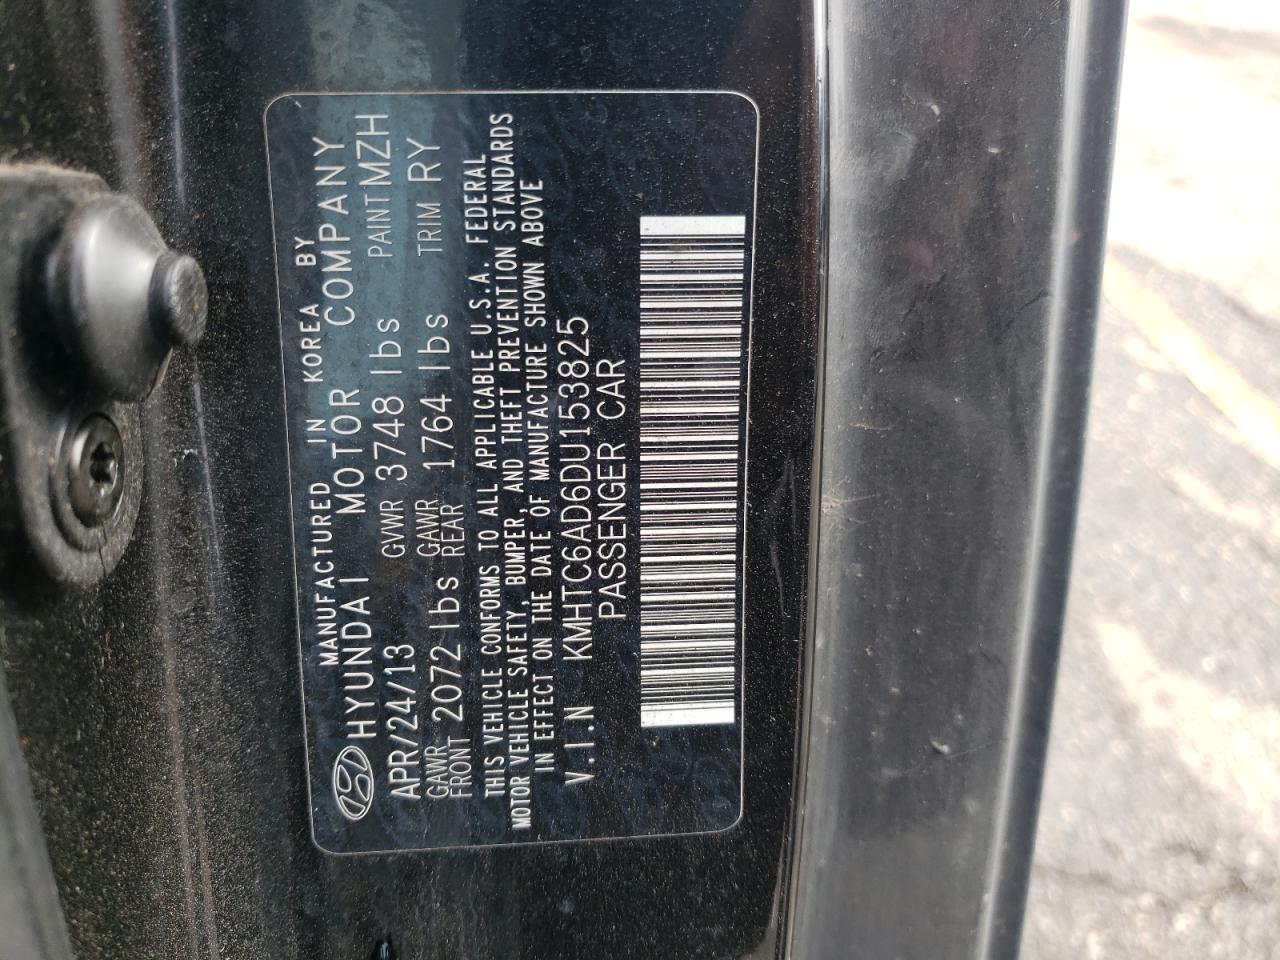 MANUFACTURED IN KOREA BY
HYUNDAI MOTOR COMPANY
APR/24/13 GVWR 3748 lbs PAINT MZH
GAWR FRONT 2072 lbs GAWR REAR 1764 lbs TRIM RY
THIS VEHICLE CONFORMS TO ALL APPLICABLE U.S.A. FEDERAL
MOTOR VEHICLE SAFETY, BUMPER, AND THEFT PREVENTION STANDARDS
IN EFFECT ON THE DATE OF MANUFACTURE SHOWN ABOVE
V.I.N KMHTC6AD6DU153825
PASSENGER CAR